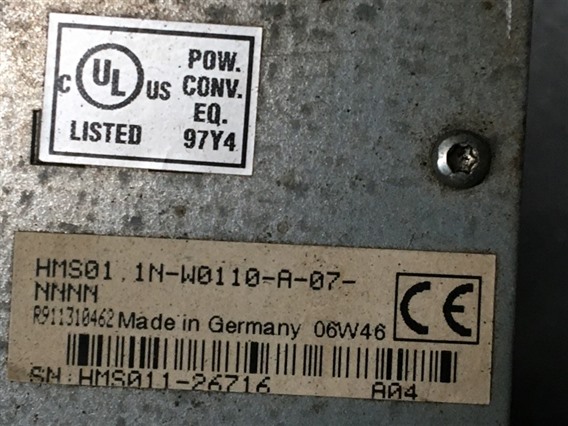 C UL US
LISTED
POW.
CONV.
EQ.
97Y4
HMS01.1N-W0110-A-07-
NNNN
R911310462 Made in Germany 06W46
CE
SN:HMS011-26716 A04